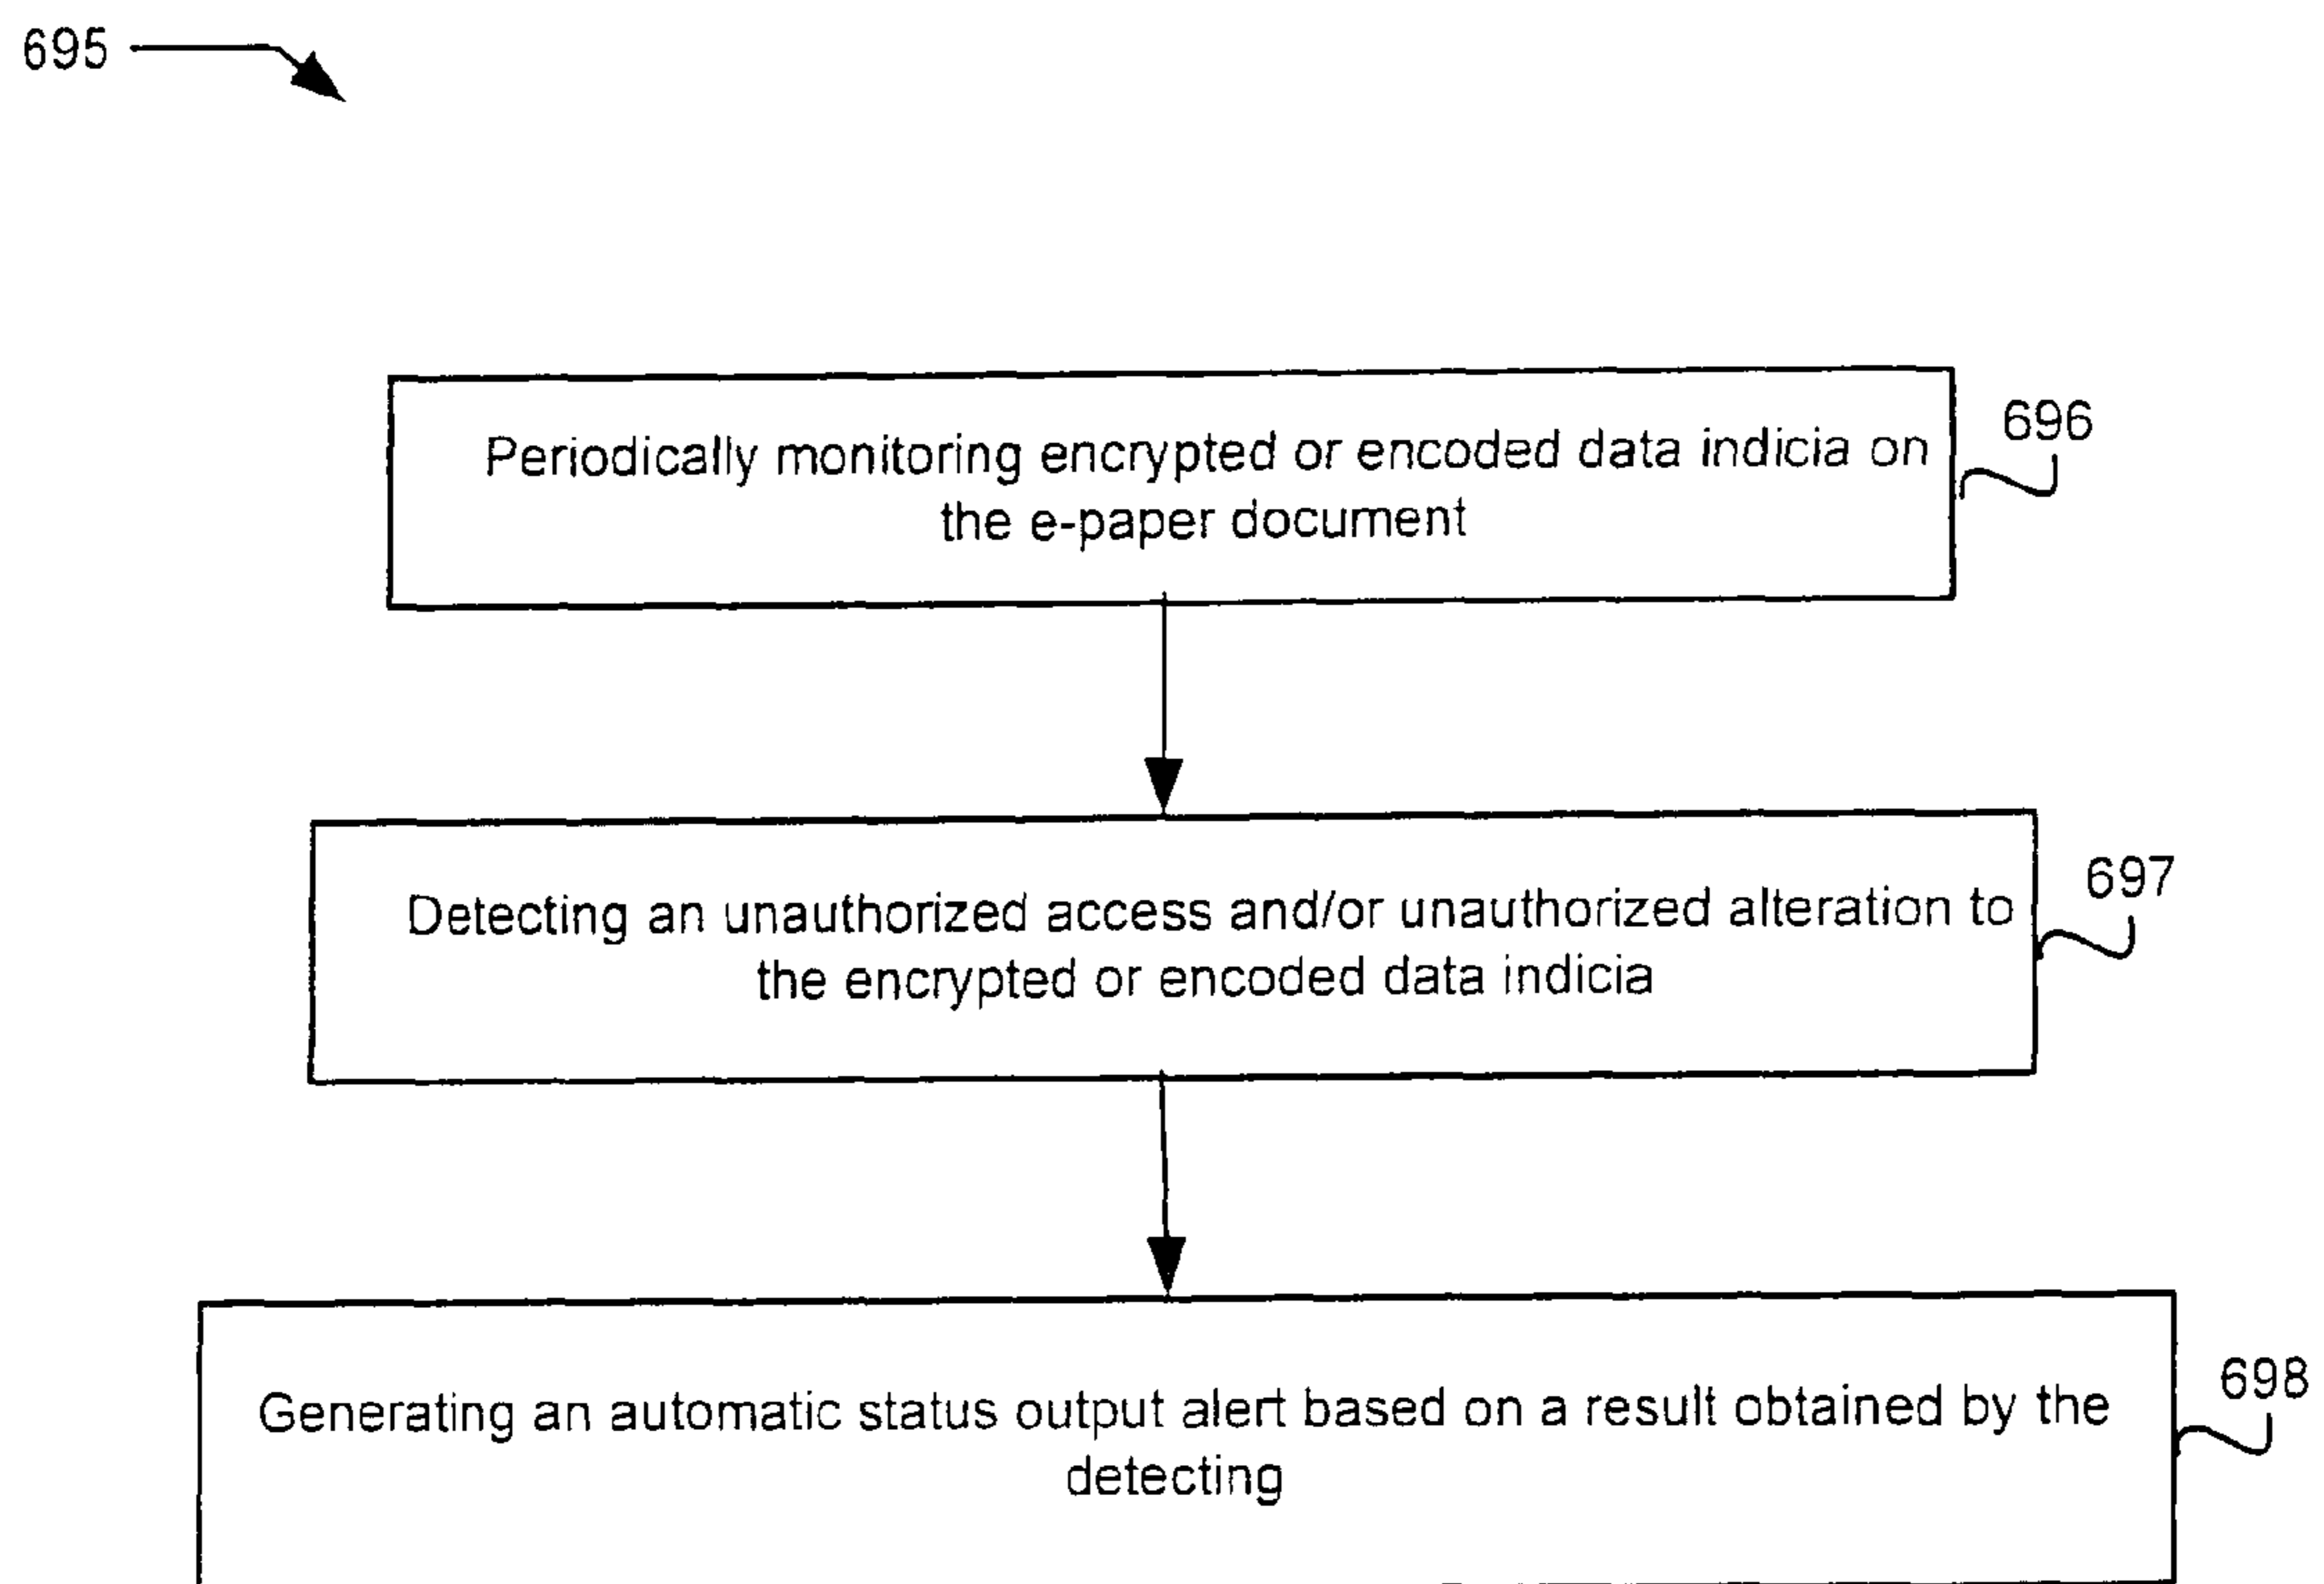 695
Periodically monitoring encrypted or encoded data indicia on
the e-paper document
696
Detecting an unauthorized access and/or unauthorized alteration to
the encrypted or encoded data indicia
697
Generating an automatic status output alert based on a result obtained by the
detecting
698